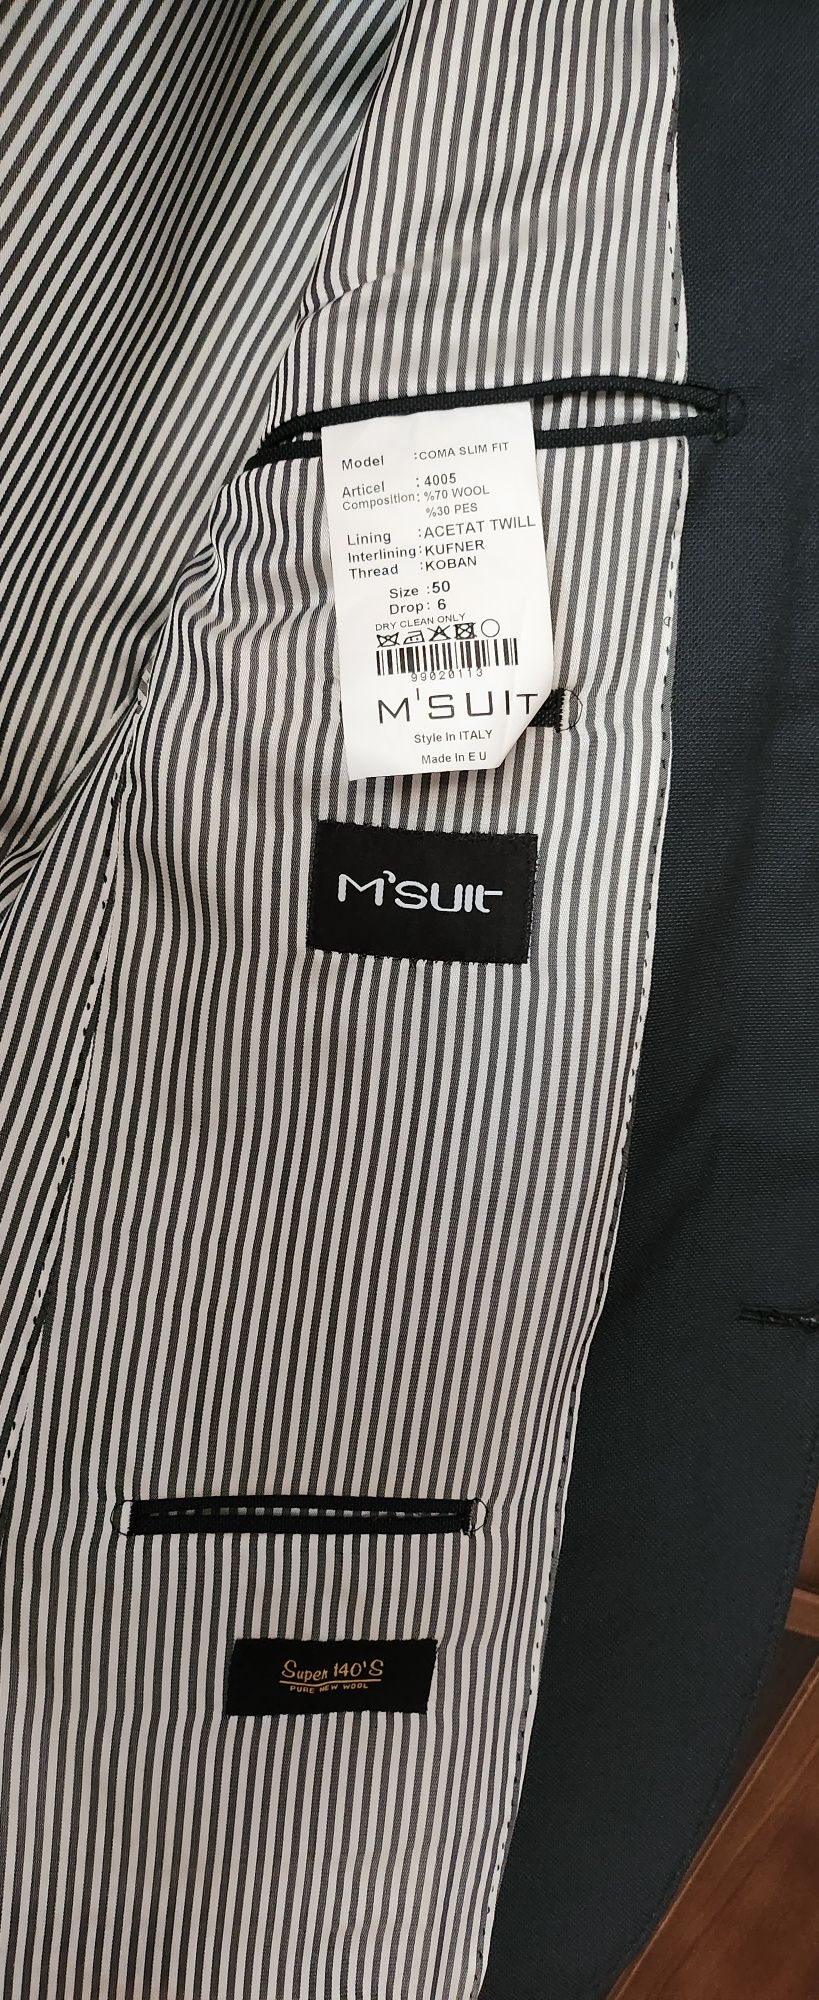 Model :COMA SLIM FIT
Articel : 4005
Composition: %70 WOOL
%30 PES
Lining :ACETAT TWILL
Interlining:KUFNER
Thread :KOBAN
Size :50
Drop: 6
DRY CLEAN ONLY
99020113
M'SUIT
Style In ITALY
Made In E U
M'SUIT
Super 140'S
PURE NEW WOOL